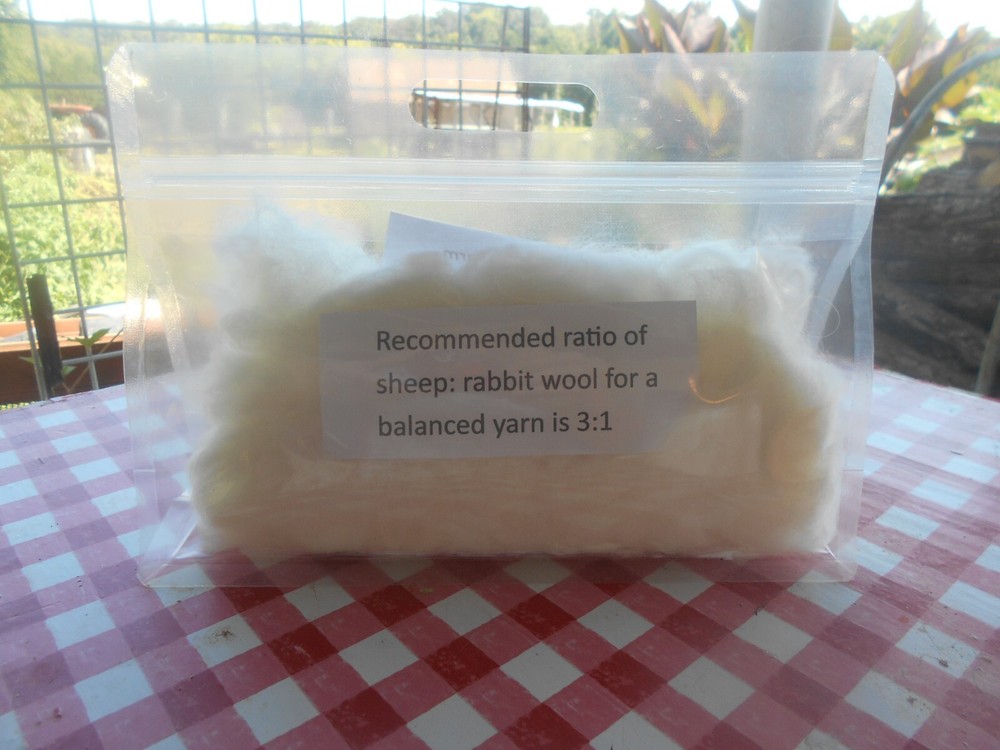 Recommended ratio of
sheep: rabbit wool for a
balanced yarn is 3:1